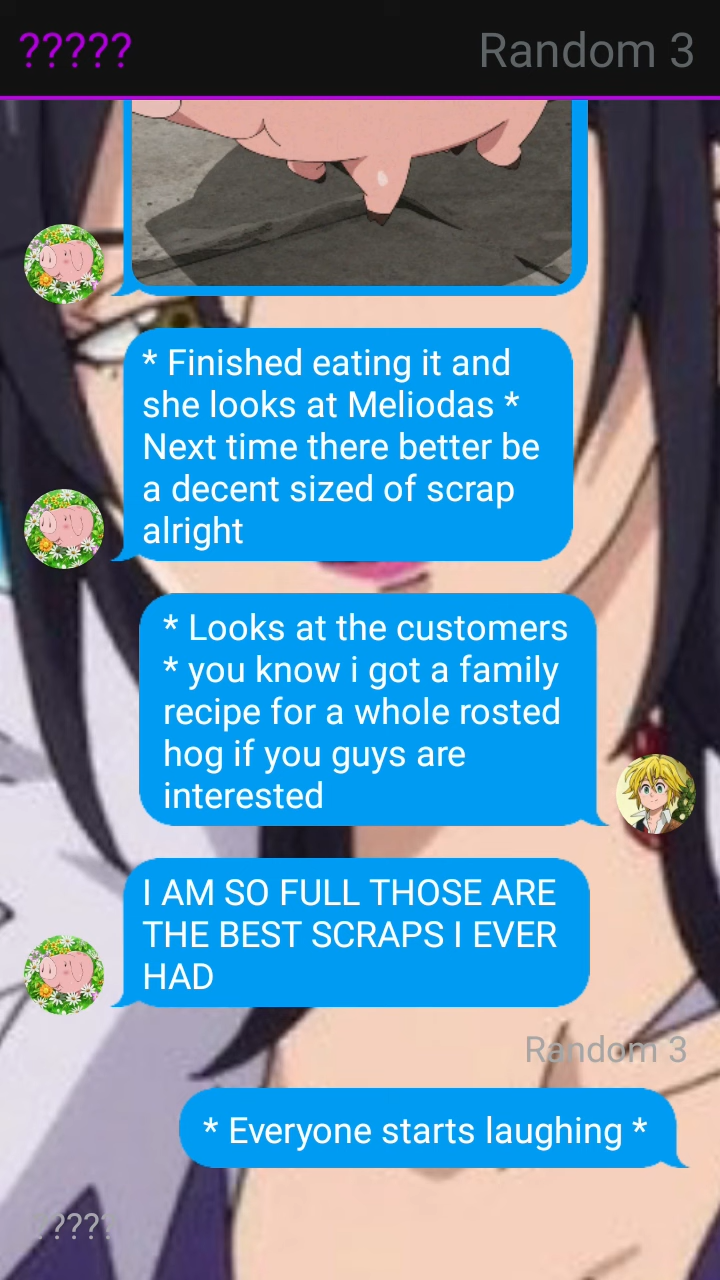 ?????
Random 3
* Finished eating it and
she looks at Meliodas *
Next time there better be
a decent sized of scrap
alright
* Looks at the customers
* you know i got a family
recipe for a whole rosted
hog if you guys are
interested
I AM SO FULL THOSE ARE
THE BEST SCRAPS I EVER
HAD
Random 3
* Everyone starts laughing *
?????